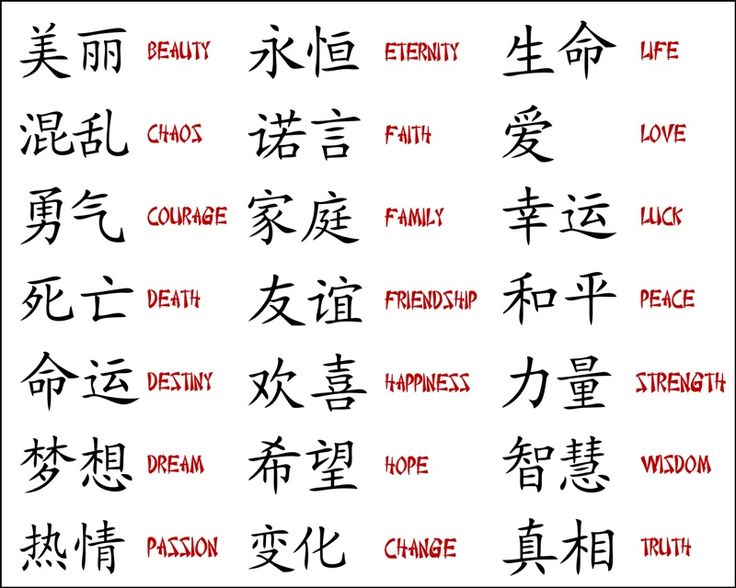 美丽 BEAUTY 永恒 ETERNITY 生命 LIFE
混乱 CHAOS 诺言 FAITH 爱 LOVE
勇气 COURAGE 家庭 FAMILY 幸运 LUCK
死亡 DEATH 友谊 FRIENDSHIP 和平 PEACE
命运 DESTINY 欢喜 HAPPINESS 力量 STRENGTH
梦想 DREAM 希望 HOPE 智慧 WISDOM
热情 PASSION 变化 CHANGE 真相 TRUTH